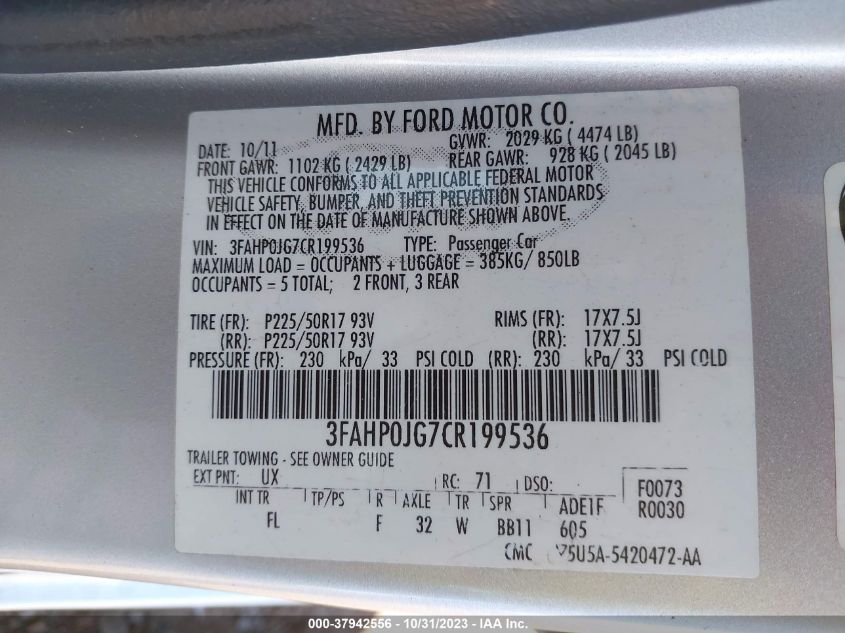 MFD. BY FORD MOTOR CO.
DATE: 10/11 GVWR: 2029 KG ( 4474 LB)
FRONT GAWR: 1102 KG ( 2429 LB) REAR GAWR: 928 KG ( 2045 LB)
THIS VEHICLE CONFORMS TO ALL APPLICABLE FEDERAL MOTOR
VEHICLE SAFETY, BUMPER, AND THEFT PREVENTION STANDARDS
IN EFFECT ON THE DATE OF MANUFACTURE SHOWN ABOVE.
VIN: 3FAHP0JG7CR199536 TYPE: Passenger Car
MAXIMUM LOAD = OCCUPANTS + LUGGAGE = 385KG/ 850LB
OCCUPANTS = 5 TOTAL; 2 FRONT, 3 REAR
TIRE (FR): P225/50R17 93V RIMS (FR): 17X7.5J
(RR): P225/50R17 93V (RR): 17X7.5J
PRESSURE (FR): 230 kPa/ 33 PSI COLD (RR): 230 kPa/ 33 PSI COLD
3FAHP0JG7CR199536
TRAILER TOWING - SEE OWNER GUIDE
EXT PNT: UX RC: 71 DSO: F0073
INT TR TP/PS R AXLE TR SPR ADE1F R0030
FL F 32 W BB11 605
CMC 5U5A-5420472-AA
000-37942556 - 10/31/2023 - IAA Inc.